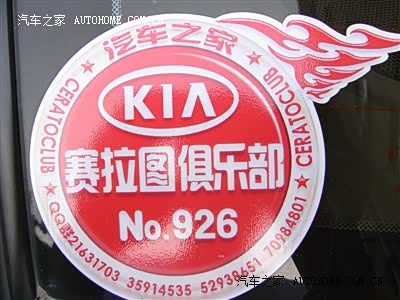 汽车之家 AUTOHOME.COM.CN
汽车之家
★ CERATOCLUB ★
KIA
赛拉图俱乐部
No.926
★ CERATOCLUB ★
QQ群21631703 35914535 52938651 70984801
汽车之家 AUTOHOME.COM.CN